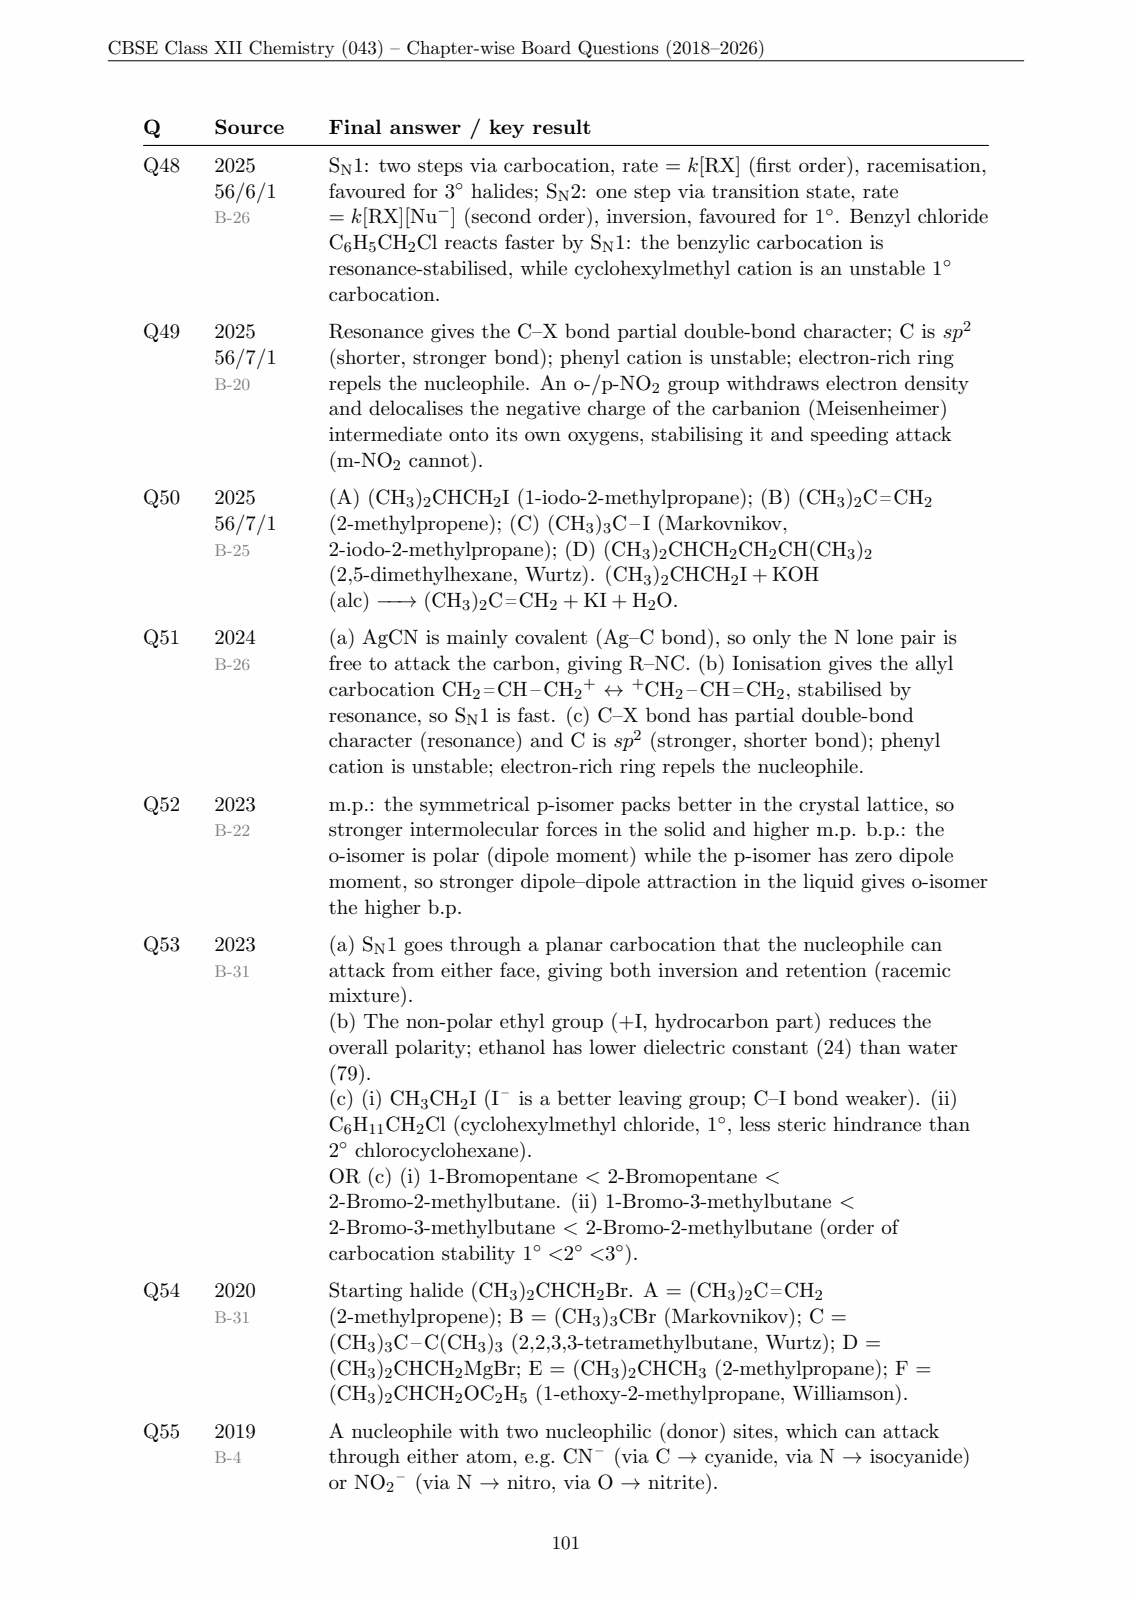 CBSE Class XII Chemistry (043) – Chapter-wise Board Questions (2018–2026)
Q Source Final answer / key result
Q48 2025 S_N1: two steps via carbocation, rate = k[RX] (first order), racemisation,
56/6/1 favoured for 3° halides; S_N2: one step via transition state, rate
B-26 = k[RX][Nu⁻] (second order), inversion, favoured for 1°. Benzyl chloride
C₆H₅CH₂Cl reacts faster by S_N1: the benzylic carbocation is
resonance-stabilised, while cyclohexylmethyl cation is an unstable 1°
carbocation.
Q49 2025 Resonance gives the C–X bond partial double-bond character; C is sp²
56/7/1 (shorter, stronger bond); phenyl cation is unstable; electron-rich ring
B-20 repels the nucleophile. An o-/p-NO₂ group withdraws electron density
and delocalises the negative charge of the carbanion (Meisenheimer)
intermediate onto its own oxygens, stabilising it and speeding attack
(m-NO₂ cannot).
Q50 2025 (A) (CH₃)₂CHCH₂I (1-iodo-2-methylpropane); (B) (CH₃)₂C=CH₂
56/7/1 (2-methylpropene); (C) (CH₃)₃C–I (Markovnikov,
B-25 2-iodo-2-methylpropane); (D) (CH₃)₂CHCH₂CH₂CH(CH₃)₂
(2,5-dimethylhexane, Wurtz). (CH₃)₂CHCH₂I + KOH
(alc) ⟶ (CH₃)₂C=CH₂ + KI + H₂O.
Q51 2024 (a) AgCN is mainly covalent (Ag–C bond), so only the N lone pair is
B-26 free to attack the carbon, giving R–NC. (b) Ionisation gives the allyl
carbocation CH₂=CH–CH₂⁺ ↔ ⁺CH₂–CH=CH₂, stabilised by
resonance, so S_N1 is fast. (c) C–X bond has partial double-bond
character (resonance) and C is sp² (stronger, shorter bond); phenyl
cation is unstable; electron-rich ring repels the nucleophile.
Q52 2023 m.p.: the symmetrical p-isomer packs better in the crystal lattice, so
B-22 stronger intermolecular forces in the solid and higher m.p. b.p.: the
o-isomer is polar (dipole moment) while the p-isomer has zero dipole
moment, so stronger dipole–dipole attraction in the liquid gives o-isomer
the higher b.p.
Q53 2023 (a) S_N1 goes through a planar carbocation that the nucleophile can
B-31 attack from either face, giving both inversion and retention (racemic
mixture).
(b) The non-polar ethyl group (+I, hydrocarbon part) reduces the
overall polarity; ethanol has lower dielectric constant (24) than water
(79).
(c) (i) CH₃CH₂I (I⁻ is a better leaving group; C–I bond weaker). (ii)
C₆H₁₁CH₂Cl (cyclohexylmethyl chloride, 1°, less steric hindrance than
2° chlorocyclohexane).
OR (c) (i) 1-Bromopentane < 2-Bromopentane <
2-Bromo-2-methylbutane. (ii) 1-Bromo-3-methylbutane <
2-Bromo-3-methylbutane < 2-Bromo-2-methylbutane (order of
carbocation stability 1° <2° <3°).
Q54 2020 Starting halide (CH₃)₂CHCH₂Br. A = (CH₃)₂C=CH₂
B-31 (2-methylpropene); B = (CH₃)₃CBr (Markovnikov); C =
(CH₃)₃C–C(CH₃)₃ (2,2,3,3-tetramethylbutane, Wurtz); D =
(CH₃)₂CHCH₂MgBr; E = (CH₃)₂CHCH₃ (2-methylpropane); F =
(CH₃)₂CHCH₂OC₂H₅ (1-ethoxy-2-methylpropane, Williamson).
Q55 2019 A nucleophile with two nucleophilic (donor) sites, which can attack
B-4 through either atom, e.g. CN⁻ (via C → cyanide, via N → isocyanide)
or NO₂⁻ (via N → nitro, via O → nitrite).
101